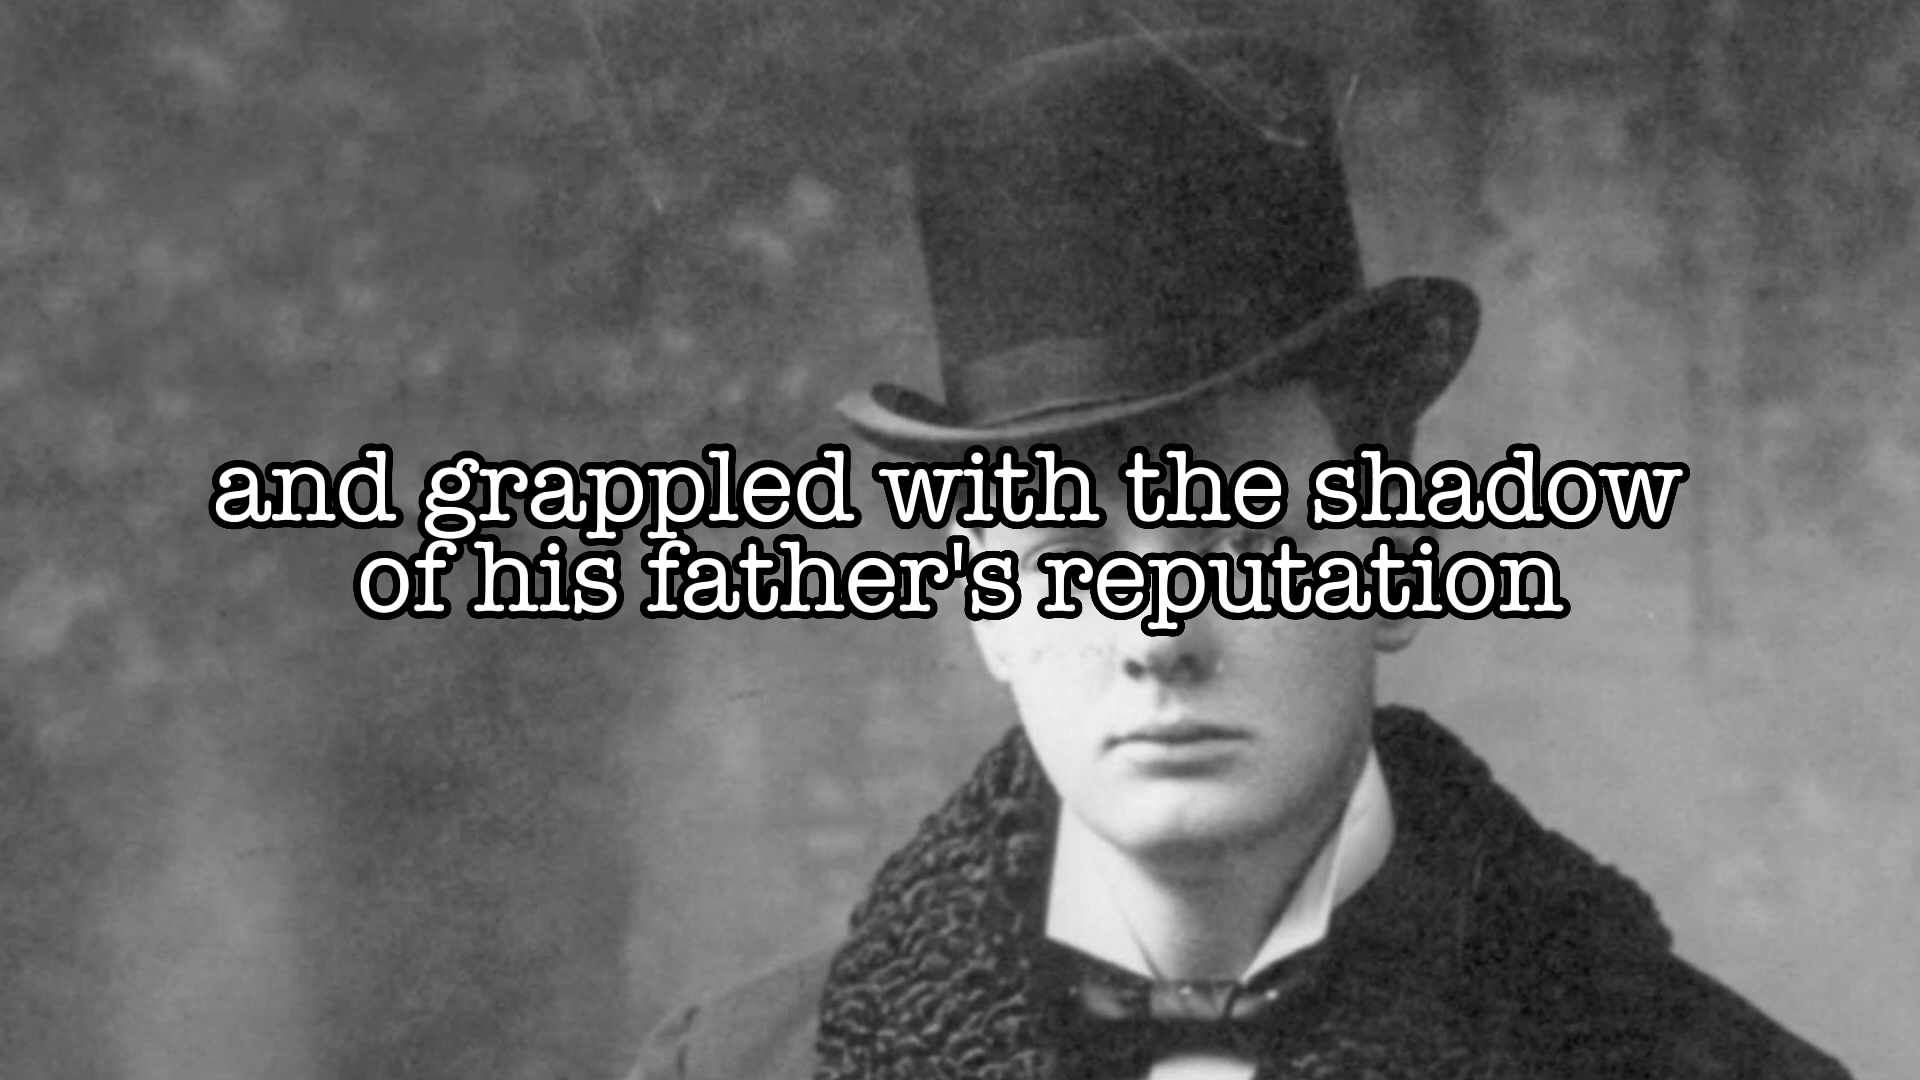 and grappled with the shadow
of his father's reputation